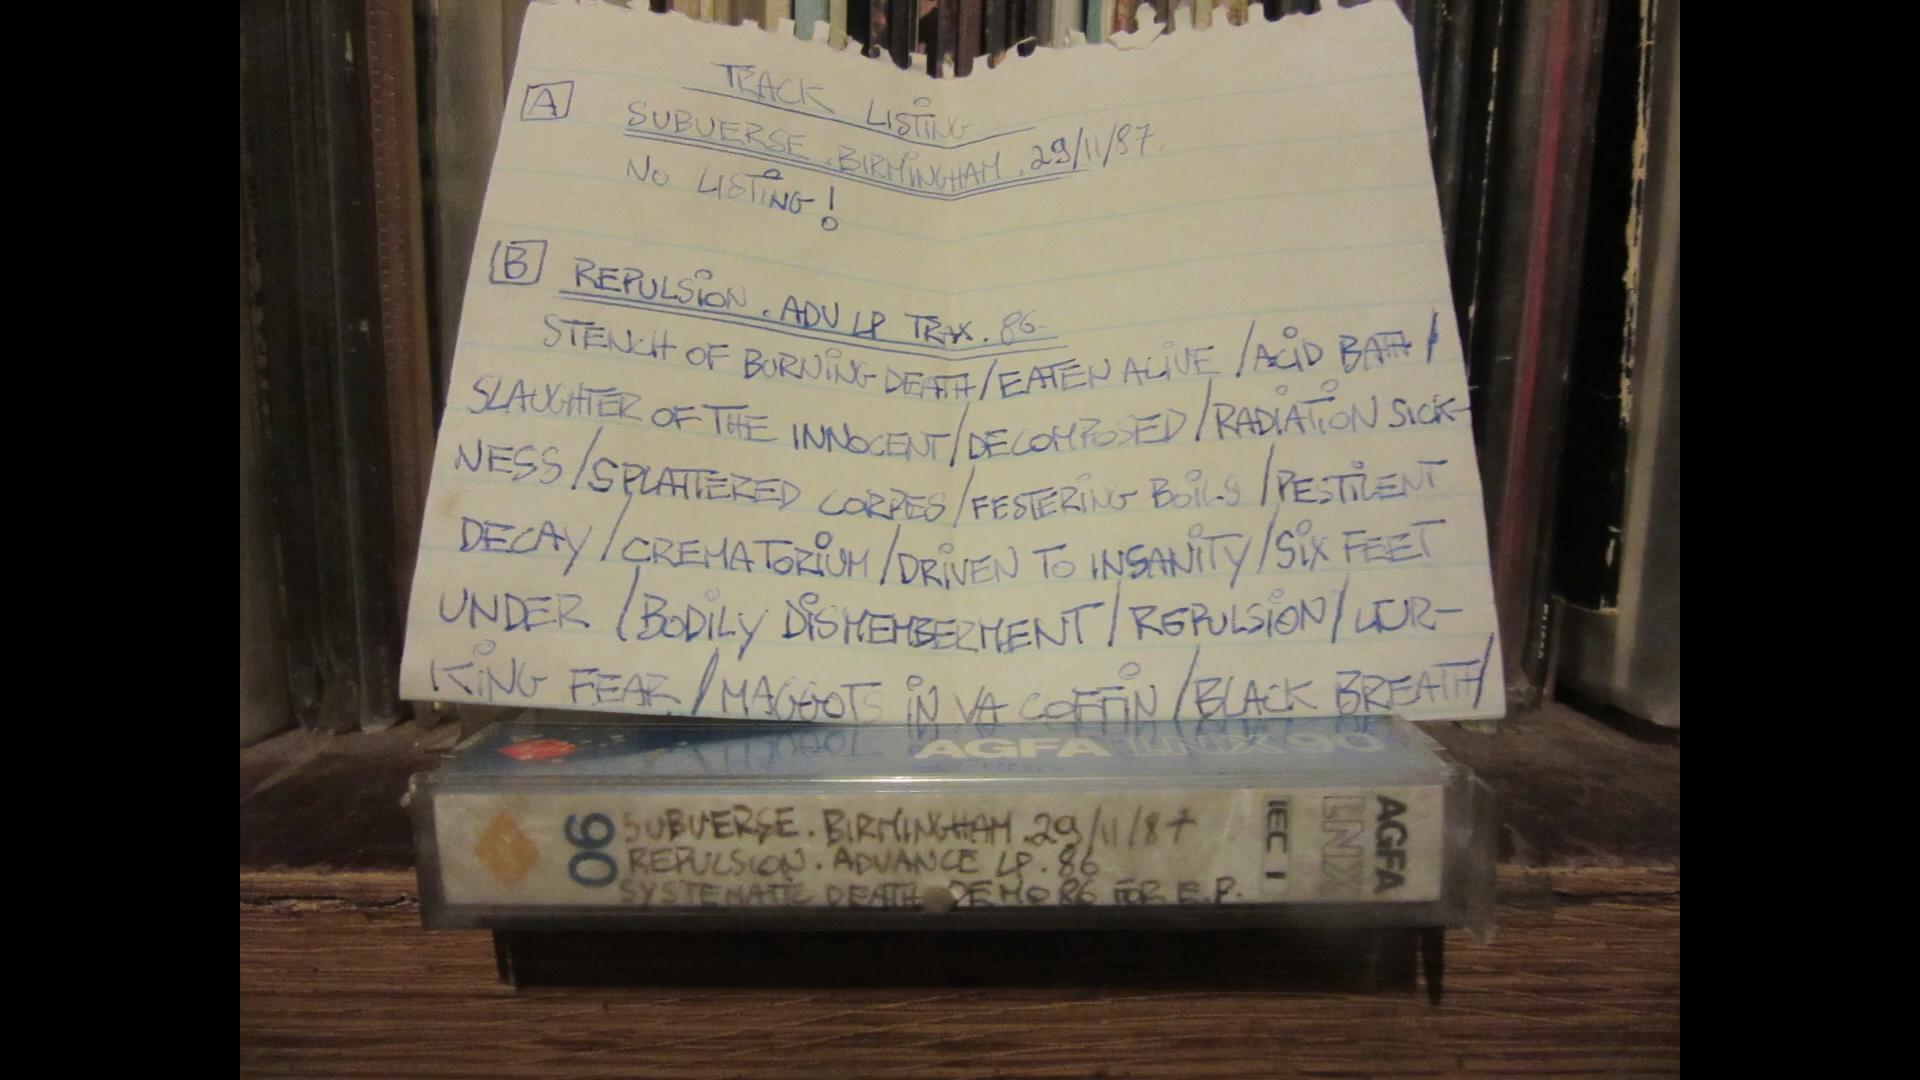 TRACK LISTING
A SUBVERSE . BIRMINGHAM . 29/11/87.
NO LISTING!
B REPULSION . ADV LP TRAX . 86.
STENCH OF BURNING DEATH/EATEN ALIVE/ACID BATH/
SLAUGHTER OF THE INNOCENT/DECOMPOSED/RADIATION SICK-
NESS/SPLATTERED CORPES/FESTERING BOILS/PESTILENT
DECAY/CREMATORIUM/DRIVEN TO INSANITY/SIX FEET
UNDER/BODILY DISMEMBERMENT/REPULSION/LUR-
KING FEAR/MAGGOTS IN YA COFFIN/BLACK BREATH/
AGFA LNX 90
90
SUBVERSE . BIRMINGHAM . 29/11/87
REPULSION . ADVANCE LP . 86
SYSTEMATIC DEATH . DEMO 86 FOR E.P.
IEC I
AGFA
LNX